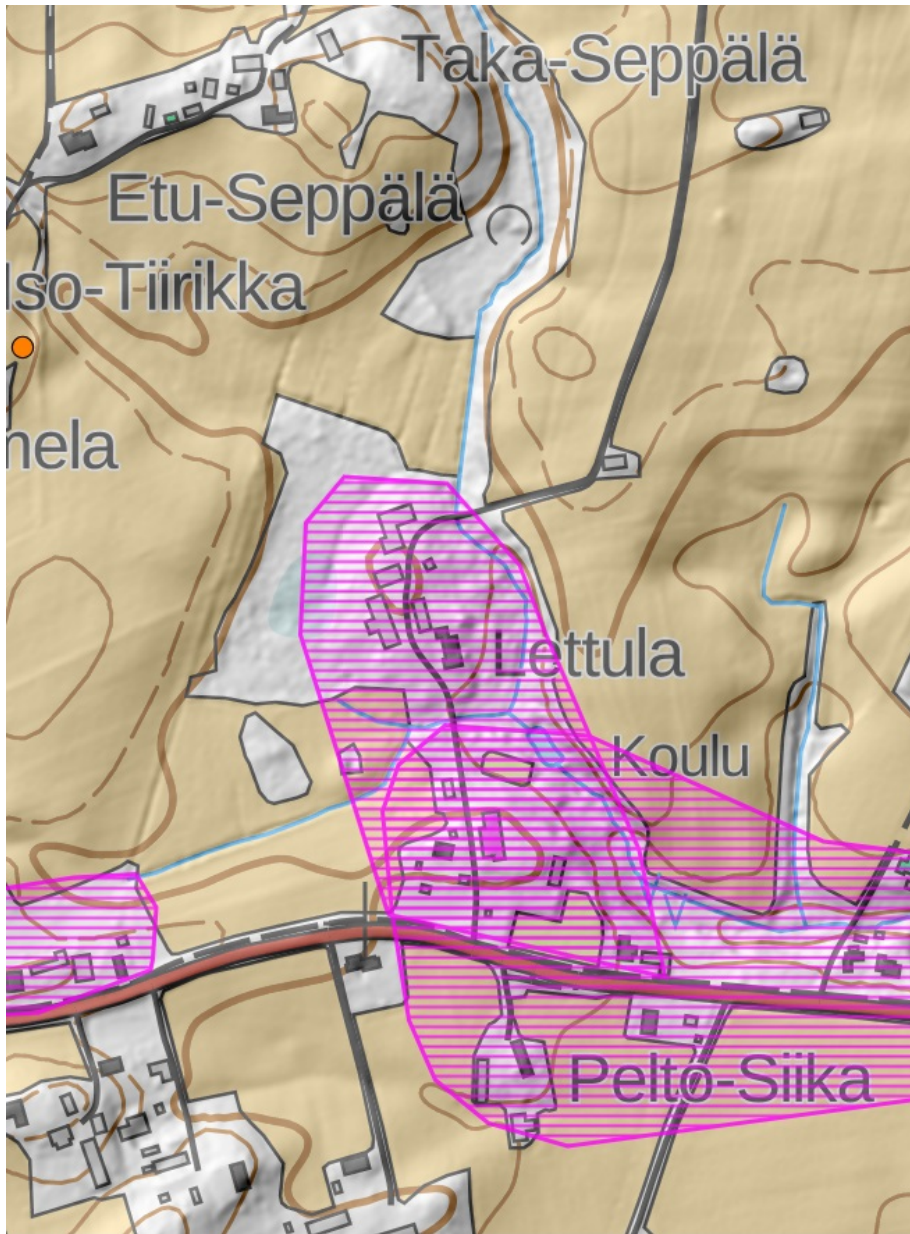 Taka-Seppälä
Etu-Seppälä
Iso-Tiirikka
nela
Lettula
Koulu
Pelto-Siika